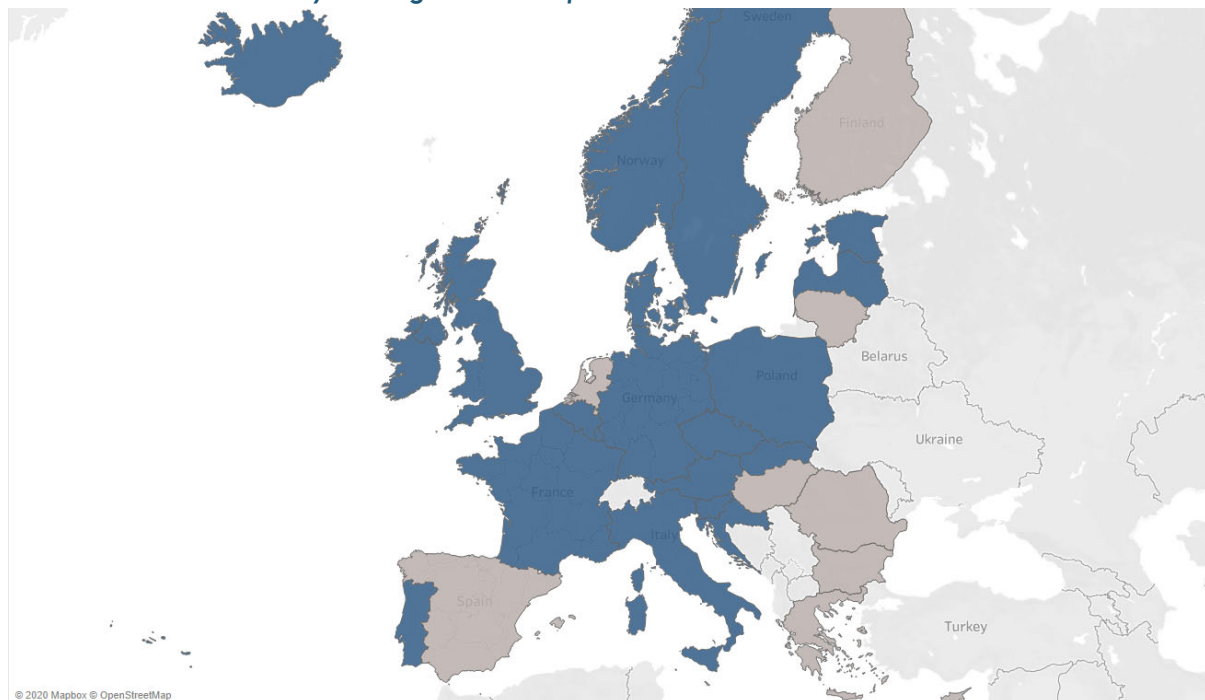 Sweden
Finland
Norway
Belarus
Poland
Germany
Ukraine
France
Italy
Spain
Turkey
© 2020 Mapbox © OpenStreetMap